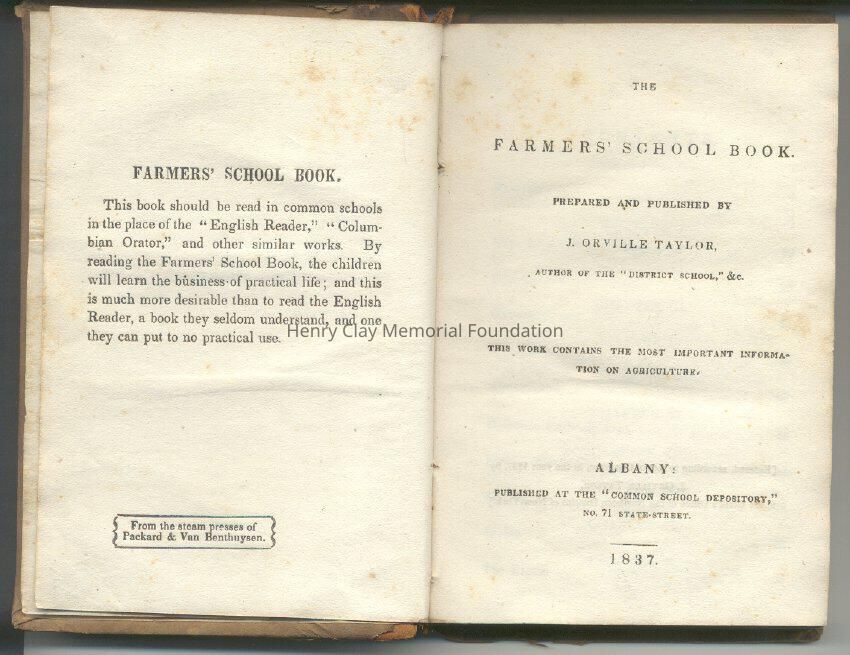 FARMERS' SCHOOL BOOK.
This book should be read in common schools
in the place of the "English Reader," "Colum-
bian Orator," and other similar works. By
reading the Farmers' School Book, the children
will learn the business of practical life; and this
is much more desirable than to read the English
Reader, a book they seldom understand, and one
they can put to no practical use.
From the steam presses of
Packard & Van Benthuysen.
THE
FARMERS' SCHOOL BOOK.
PREPARED AND PUBLISHED BY
J. ORVILLE TAYLOR,
AUTHOR OF THE "DISTRICT SCHOOL," &c.
THIS WORK CONTAINS THE MOST IMPORTANT INFORMA-
TION ON AGRICULTURE.
ALBANY:
PUBLISHED AT THE "COMMON SCHOOL DEPOSITORY,"
NO. 71 STATE-STREET.
1837.
Henry Clay Memorial Foundation